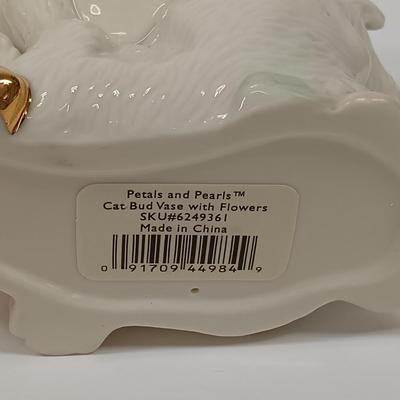 Petals and Pearls™
Cat Bud Vase with Flowers
SKU#6249361
Made in China
0 91709 44984 9